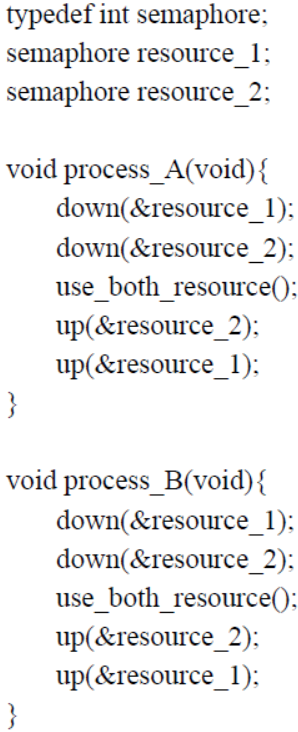 typedef int semaphore;
semaphore resource_1;
semaphore resource_2;
void process_A(void){
down(&resource_1);
down(&resource_2);
use_both_resource();
up(&resource_2);
up(&resource_1);
}
void process_B(void){
down(&resource_1);
down(&resource_2);
use_both_resource();
up(&resource_2);
up(&resource_1);
}